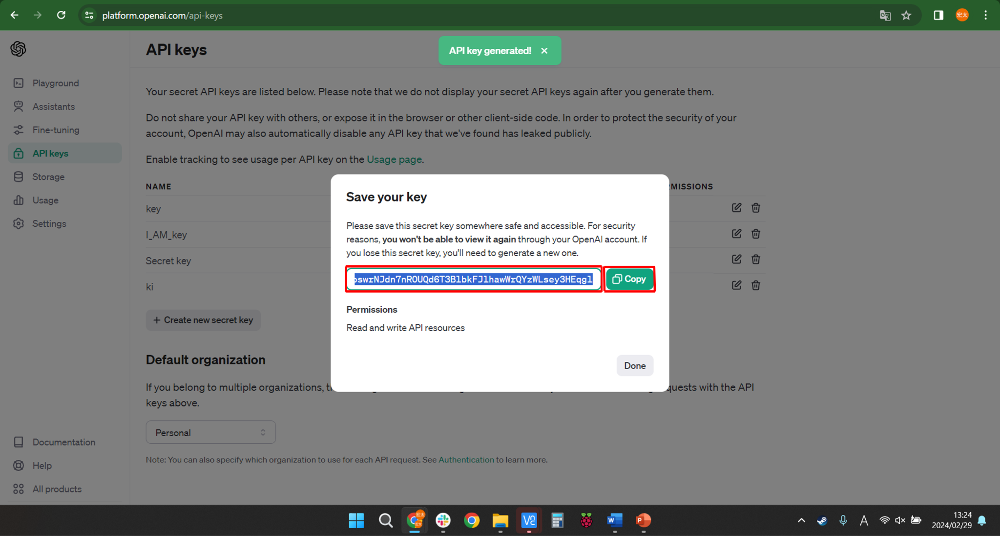 platform.openai.com/api-keys
宏太
API keys
API key generated!
Playground
Assistants
Fine-tuning
API keys
Storage
Usage
Settings
Your secret API keys are listed below. Please note that we do not display your secret API keys again after you generate them.
Do not share your API key with others, or expose it in the browser or other client-side code. In order to protect the security of your
account, OpenAI may also automatically disable any API key that we've found has leaked publicly.
Enable tracking to see usage per API key on the Usage page.
NAME
MISSIONS
key
I_AM_key
Secret key
ki
+ Create new secret key
Save your key
Please save this secret key somewhere safe and accessible. For security
reasons, you won't be able to view it again through your OpenAI account. If
you lose this secret key, you'll need to generate a new one.
Copy
Permissions
Read and write API resources
Done
Default organization
If you belong to multiple organizations,
quests with the API
keys above.
Personal
Note: You can also specify which organization to use for each API request. See Authentication to learn more.
Documentation
Help
All products
宏太
A
13:24
2024/02/29